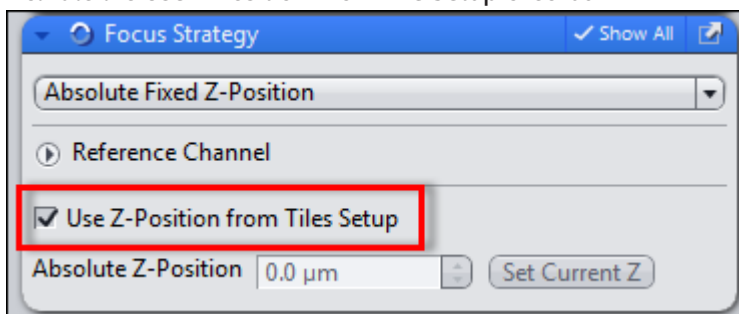 Focus Strategy
Show All
Absolute Fixed Z-Position
Reference Channel
Use Z-Position from Tiles Setup
Absolute Z-Position 0.0 µm Set Current Z